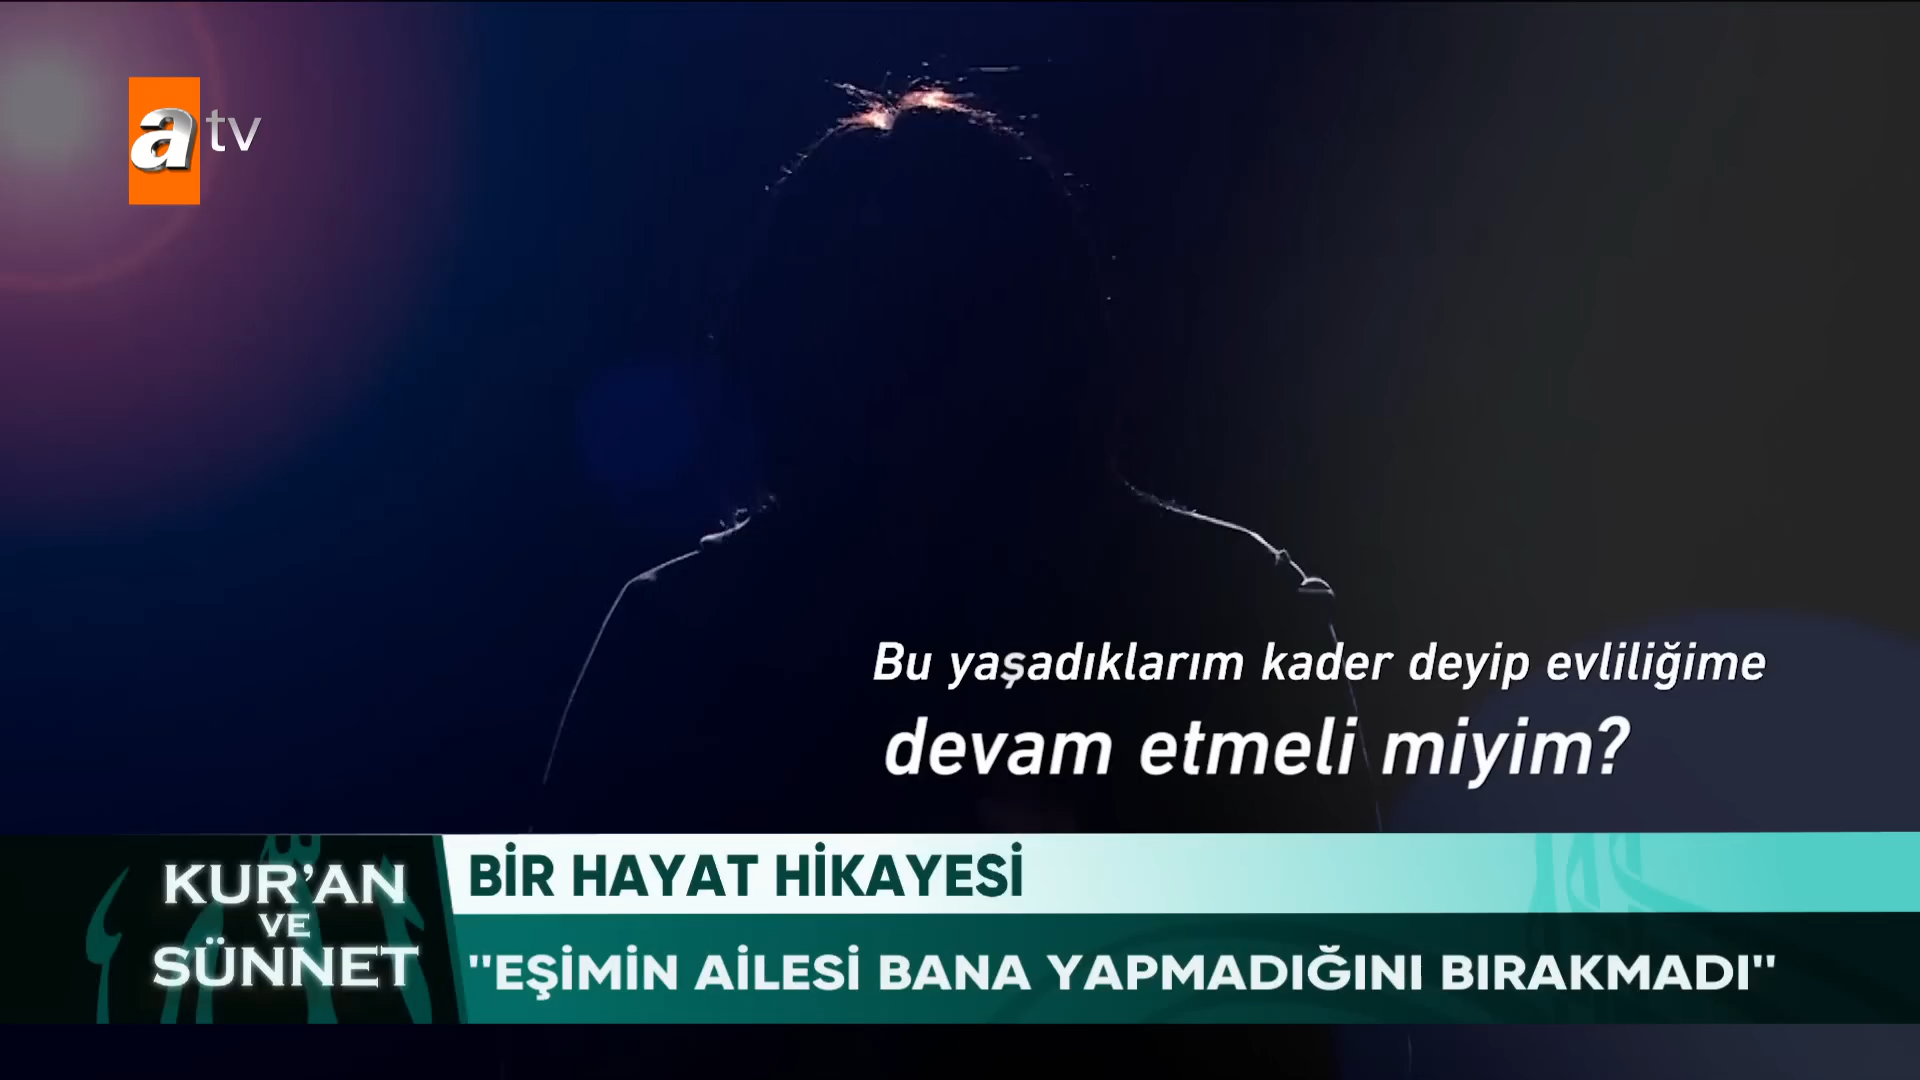 atv
Bu yaşadıklarım kader deyip evliliğime
devam etmeli miyim?
KUR'AN
VE
SÜNNET
BİR HAYAT HİKAYESİ
"EŞİMİN AİLESİ BANA YAPMADIĞINI BIRAKMADI"